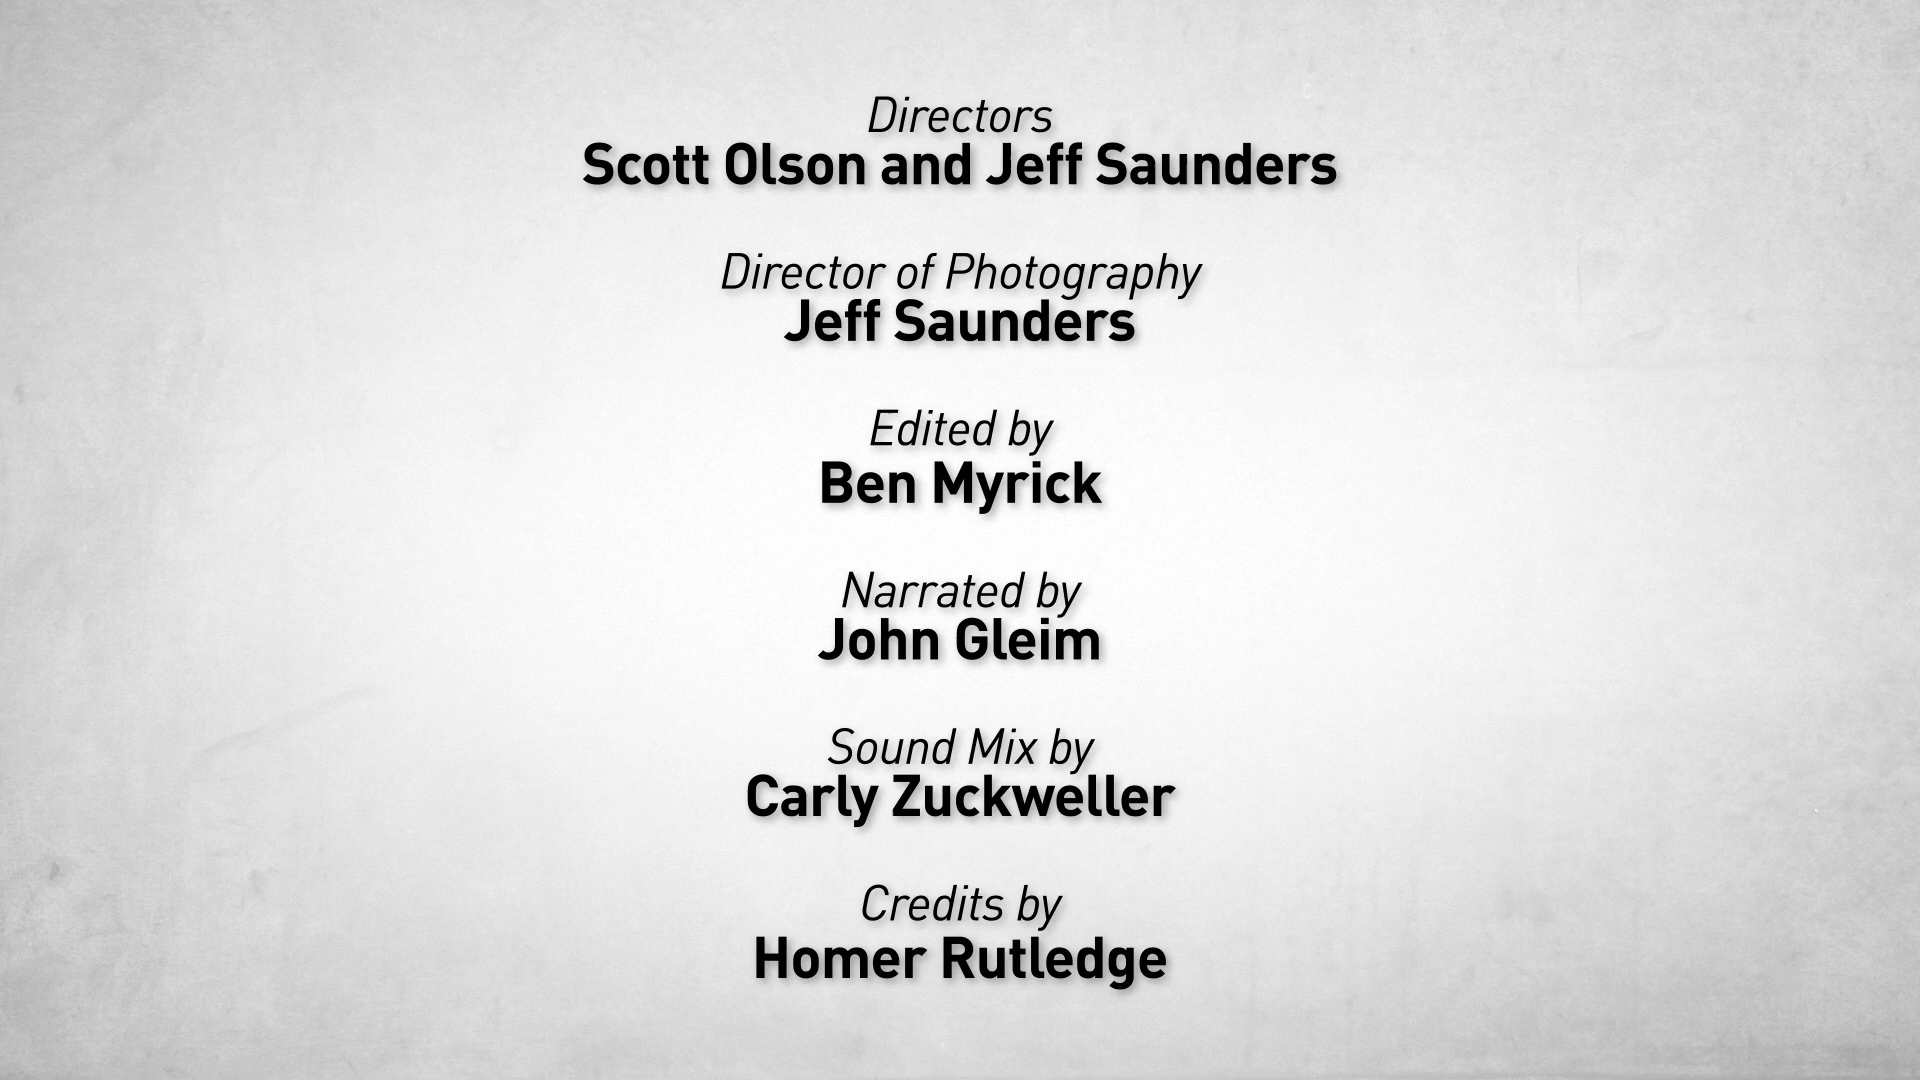 Directors
Scott Olson and Jeff Saunders
Director of Photography
Jeff Saunders
Edited by
Ben Myrick
Narrated by
John Gleim
Sound Mix by
Carly Zuckweller
Credits by
Homer Rutledge